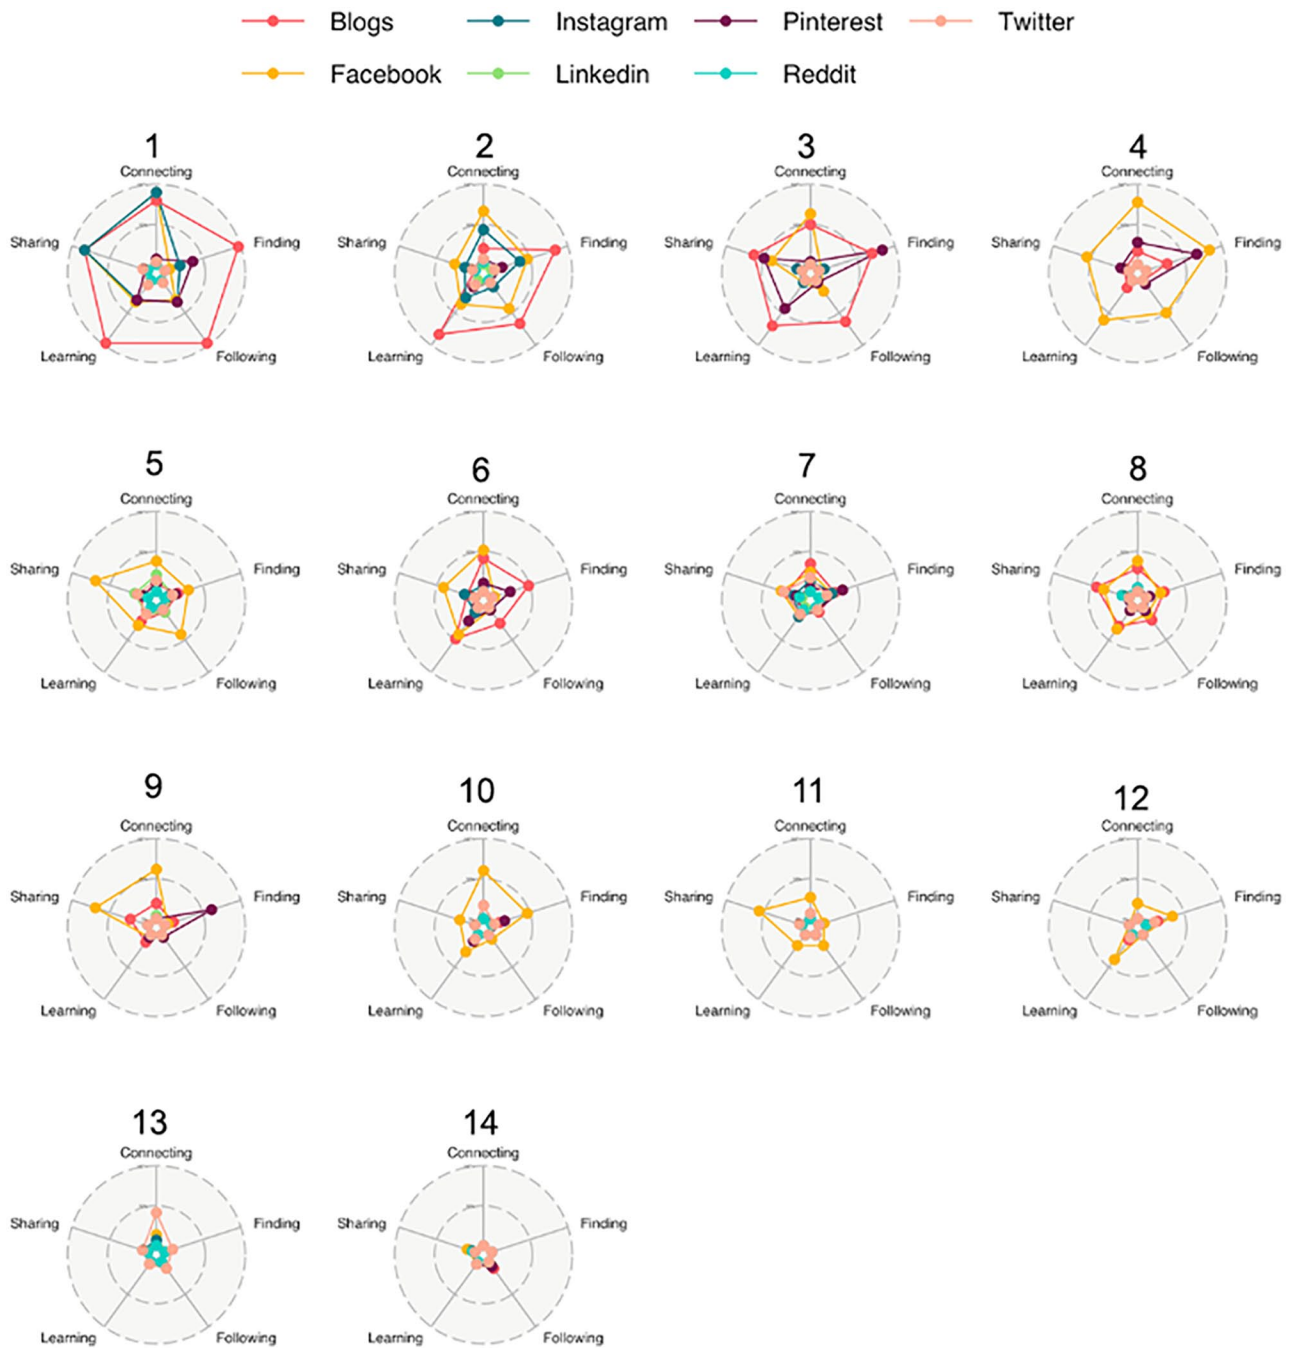 Blogs Instagram Pinterest Twitter
Facebook Linkedin Reddit
1 2 3 4
Connecting Connecting Connecting Connecting
Sharing Finding Sharing Finding Sharing Finding Sharing Finding
Learning Following Learning Following Learning Following Learning Following
5 6 7 8
Connecting Connecting Connecting Connecting
Sharing Finding Sharing Finding Sharing Finding Sharing Finding
Learning Following Learning Following Learning Following Learning Following
9 10 11 12
Connecting Connecting Connecting Connecting
Sharing Finding Sharing Finding Sharing Finding Sharing Finding
Learning Following Learning Following Learning Following Learning Following
13 14
Connecting Connecting
Sharing Finding Sharing Finding
Learning Following Learning Following